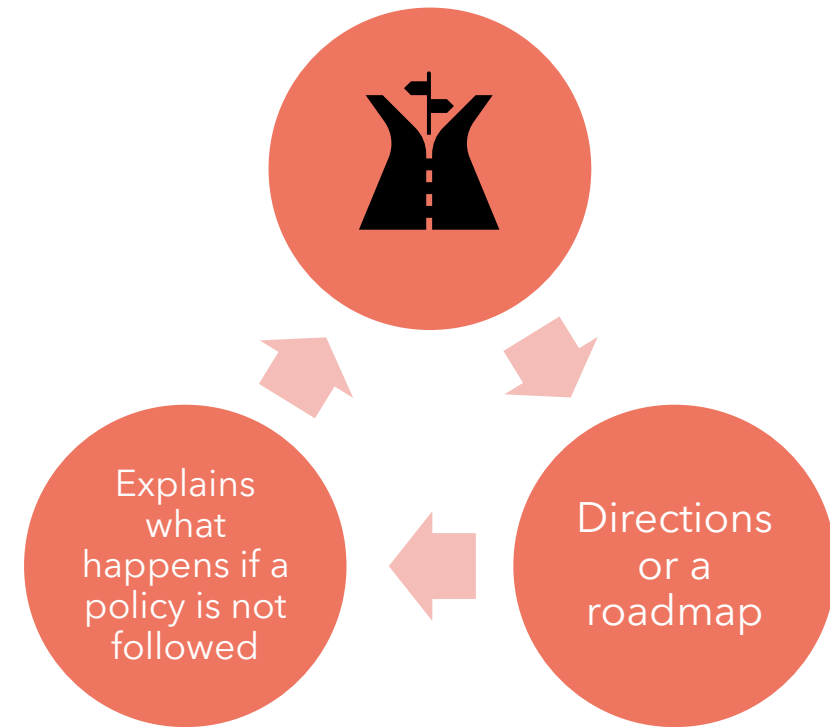 Directions
or a
roadmap
Explains
what
happens if a
policy is not
followed